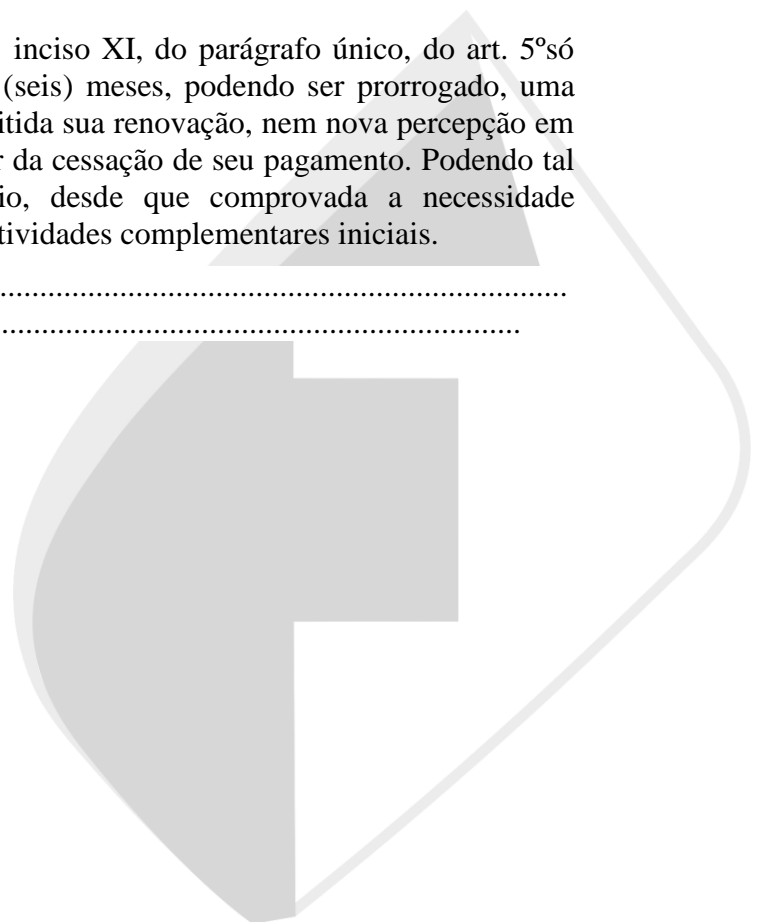 inciso XI, do parágrafo único, do art. 5ºsó
(seis) meses, podendo ser prorrogado, uma
itida sua renovação, nem nova percepção em
r da cessação de seu pagamento. Podendo tal
io, desde que comprovada a necessidade
tividades complementares iniciais.
........................................................................
...................................................................